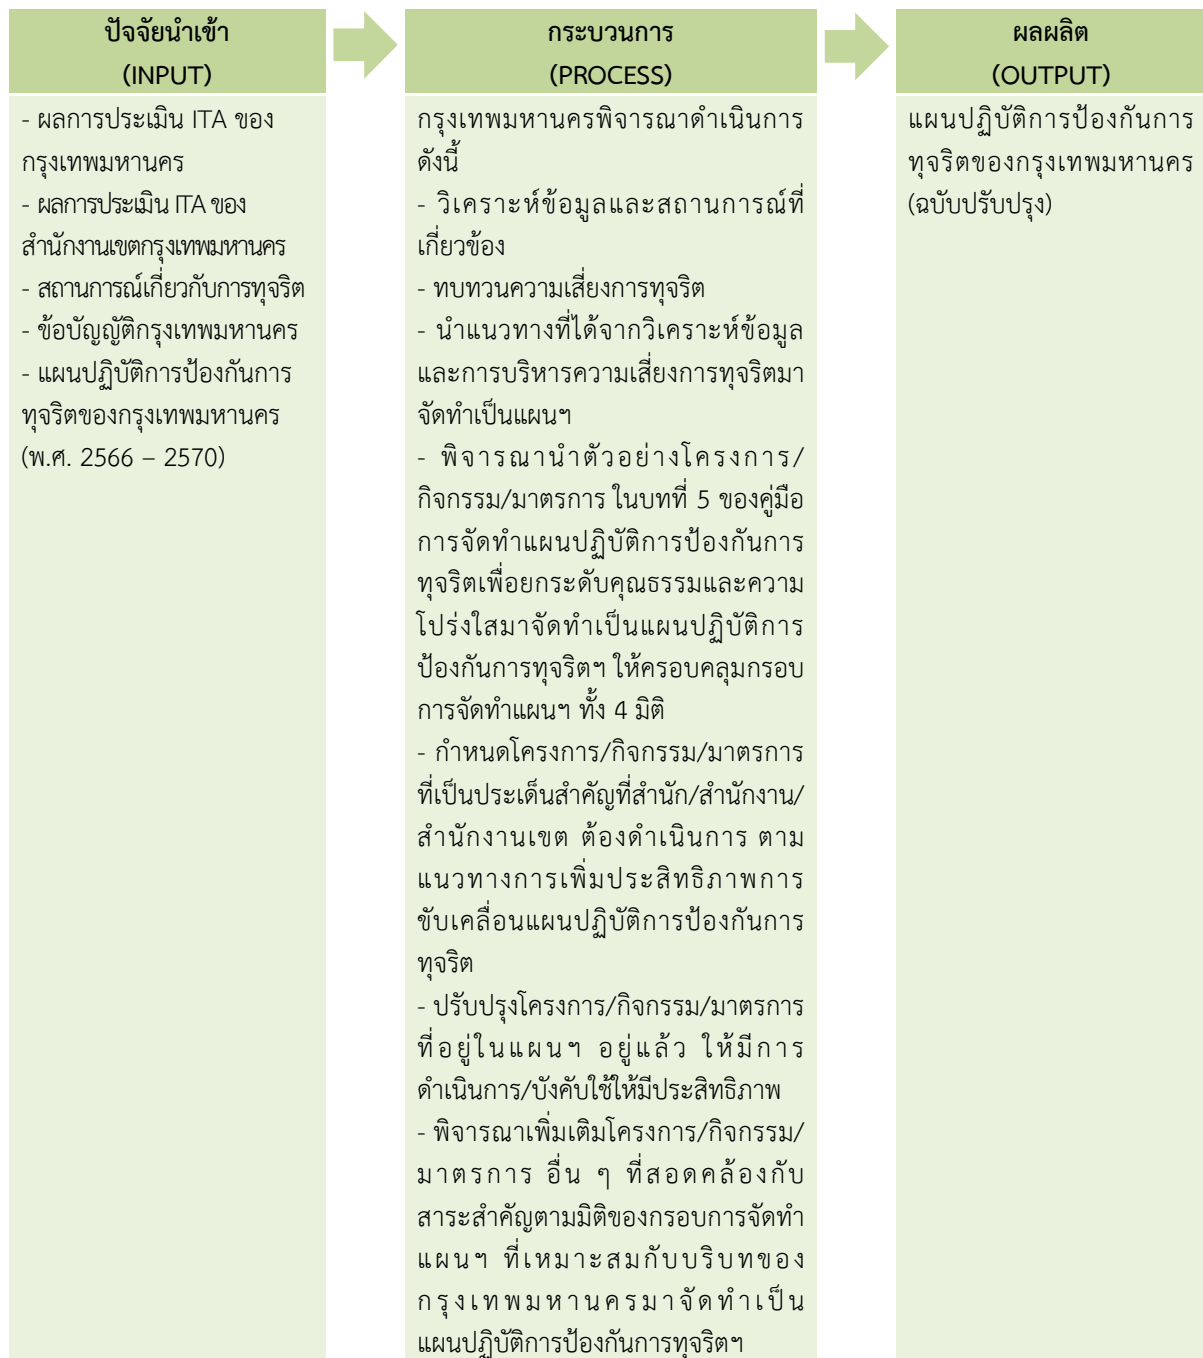 ปัจจัยนำเข้า
(INPUT)
- ผลการประเมิน ITA ของ
กรุงเทพมหานคร
- ผลการประเมิน ITA ของ
สำนักงานเขตกรุงเทพมหานคร
- สถานการณ์เกี่ยวกับการทุจริต
- ข้อบัญญัติกรุงเทพมหานคร
- แผนปฏิบัติการป้องกันการ
ทุจริตของกรุงเทพมหานคร
(พ.ศ. 2566 – 2570)
กระบวนการ
(PROCESS)
กรุงเทพมหานครพิจารณาดำเนินการ
ดังนี้
- วิเคราะห์ข้อมูลและสถานการณ์ที่
เกี่ยวข้อง
- ทบทวนความเสี่ยงการทุจริต
- นำแนวทางที่ได้จากวิเคราะห์ข้อมูล
และการบริหารความเสี่ยงการทุจริตมา
จัดทำเป็นแผนฯ
- พิจารณานำตัวอย่างโครงการ/
กิจกรรม/มาตรการ ในบทที่ 5 ของคู่มือ
การจัดทำแผนปฏิบัติการป้องกันการ
ทุจริตเพื่อยกระดับคุณธรรมและความ
โปร่งใสมาจัดทำเป็นแผนปฏิบัติการ
ป้องกันการทุจริตฯ ให้ครอบคลุมกรอบ
การจัดทำแผนฯ ทั้ง 4 มิติ
- กำหนดโครงการ/กิจกรรม/มาตรการ
ที่เป็นประเด็นสำคัญที่สำนัก/สำนักงาน/
สำนักงานเขต ต้องดำเนินการ ตาม
แนวทางการเพิ่มประสิทธิภาพการ
ขับเคลื่อนแผนปฏิบัติการป้องกันการ
ทุจริต
- ปรับปรุงโครงการ/กิจกรรม/มาตรการ
ที่อยู่ในแผนฯ อยู่แล้ว ให้มีการ
ดำเนินการ/บังคับใช้ให้มีประสิทธิภาพ
- พิจารณาเพิ่มเติมโครงการ/กิจกรรม/
มาตรการ อื่น ๆ ที่สอดคล้องกับ
สาระสำคัญตามมิติของกรอบการจัดทำ
แผนฯ ที่เหมาะสมกับบริบทของ
กรุงเทพมหานครมาจัดทำเป็น
แผนปฏิบัติการป้องกันการทุจริตฯ
ผลผลิต
(OUTPUT)
แผนปฏิบัติการป้องกันการ
ทุจริตของกรุงเทพมหานคร
(ฉบับปรับปรุง)